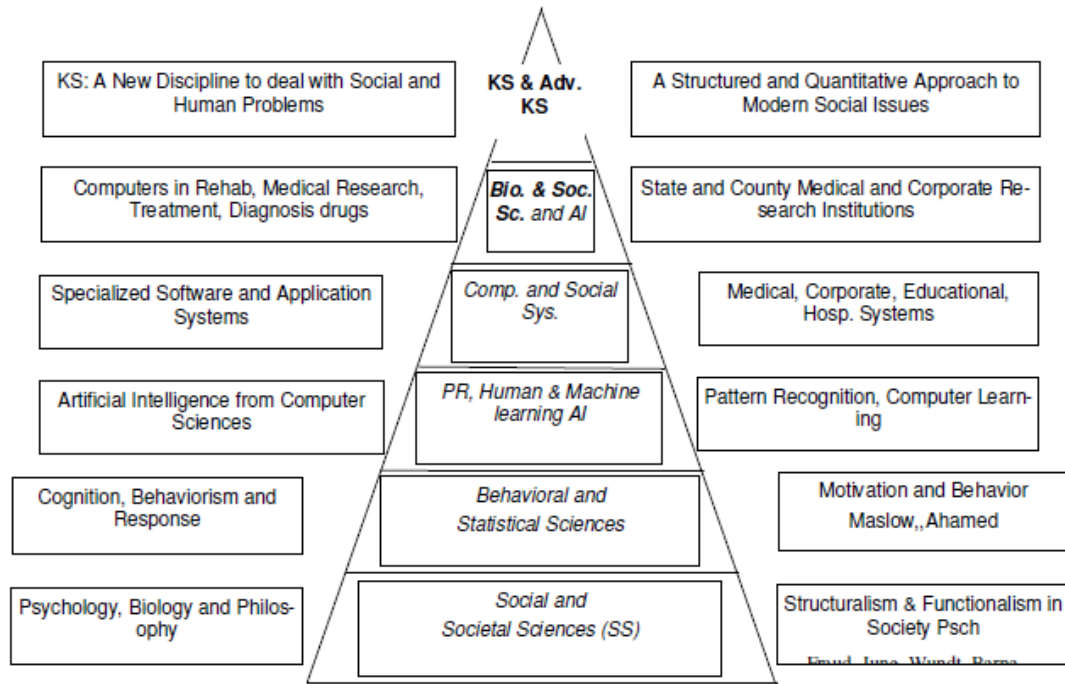 KS: A New Discipline to deal with Social and
Human Problems
KS & Adv.
KS
A Structured and Quantitative Approach to
Modern Social Issues
Computers in Rehab, Medical Research,
Treatment, Diagnosis drugs
Bio. & Soc.
Sc. and AI
State and County Medical and Corporate Re-
search Institutions
Specialized Software and Application
Systems
Comp. and Social
Sys.
Medical, Corporate, Educational,
Hosp. Systems
Artificial Intelligence from Computer
Sciences
PR, Human & Machine
learning AI
Pattern Recognition, Computer Learn-
ing
Cognition, Behaviorism and
Response
Behavioral and
Statistical Sciences
Motivation and Behavior
Maslow,,Ahamed
Psychology, Biology and Philos-
ophy
Social and
Societal Sciences (SS)
Structuralism & Functionalism in
Society Psch